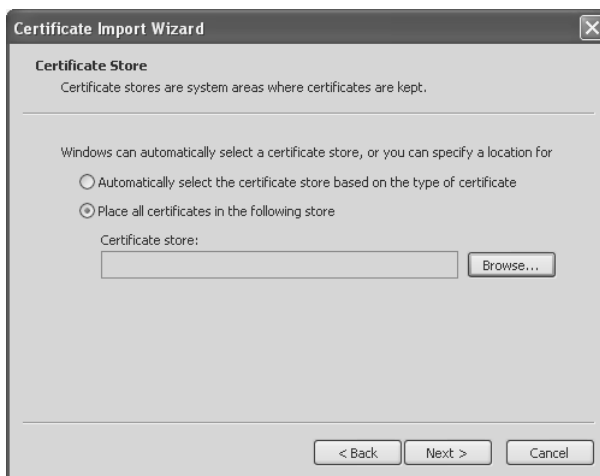 Certificate Import Wizard
Certificate Store
Certificate stores are system areas where certificates are kept.
Windows can automatically select a certificate store, or you can specify a location for
Automatically select the certificate store based on the type of certificate
Place all certificates in the following store
Certificate store:
Browse...
< Back Next > Cancel